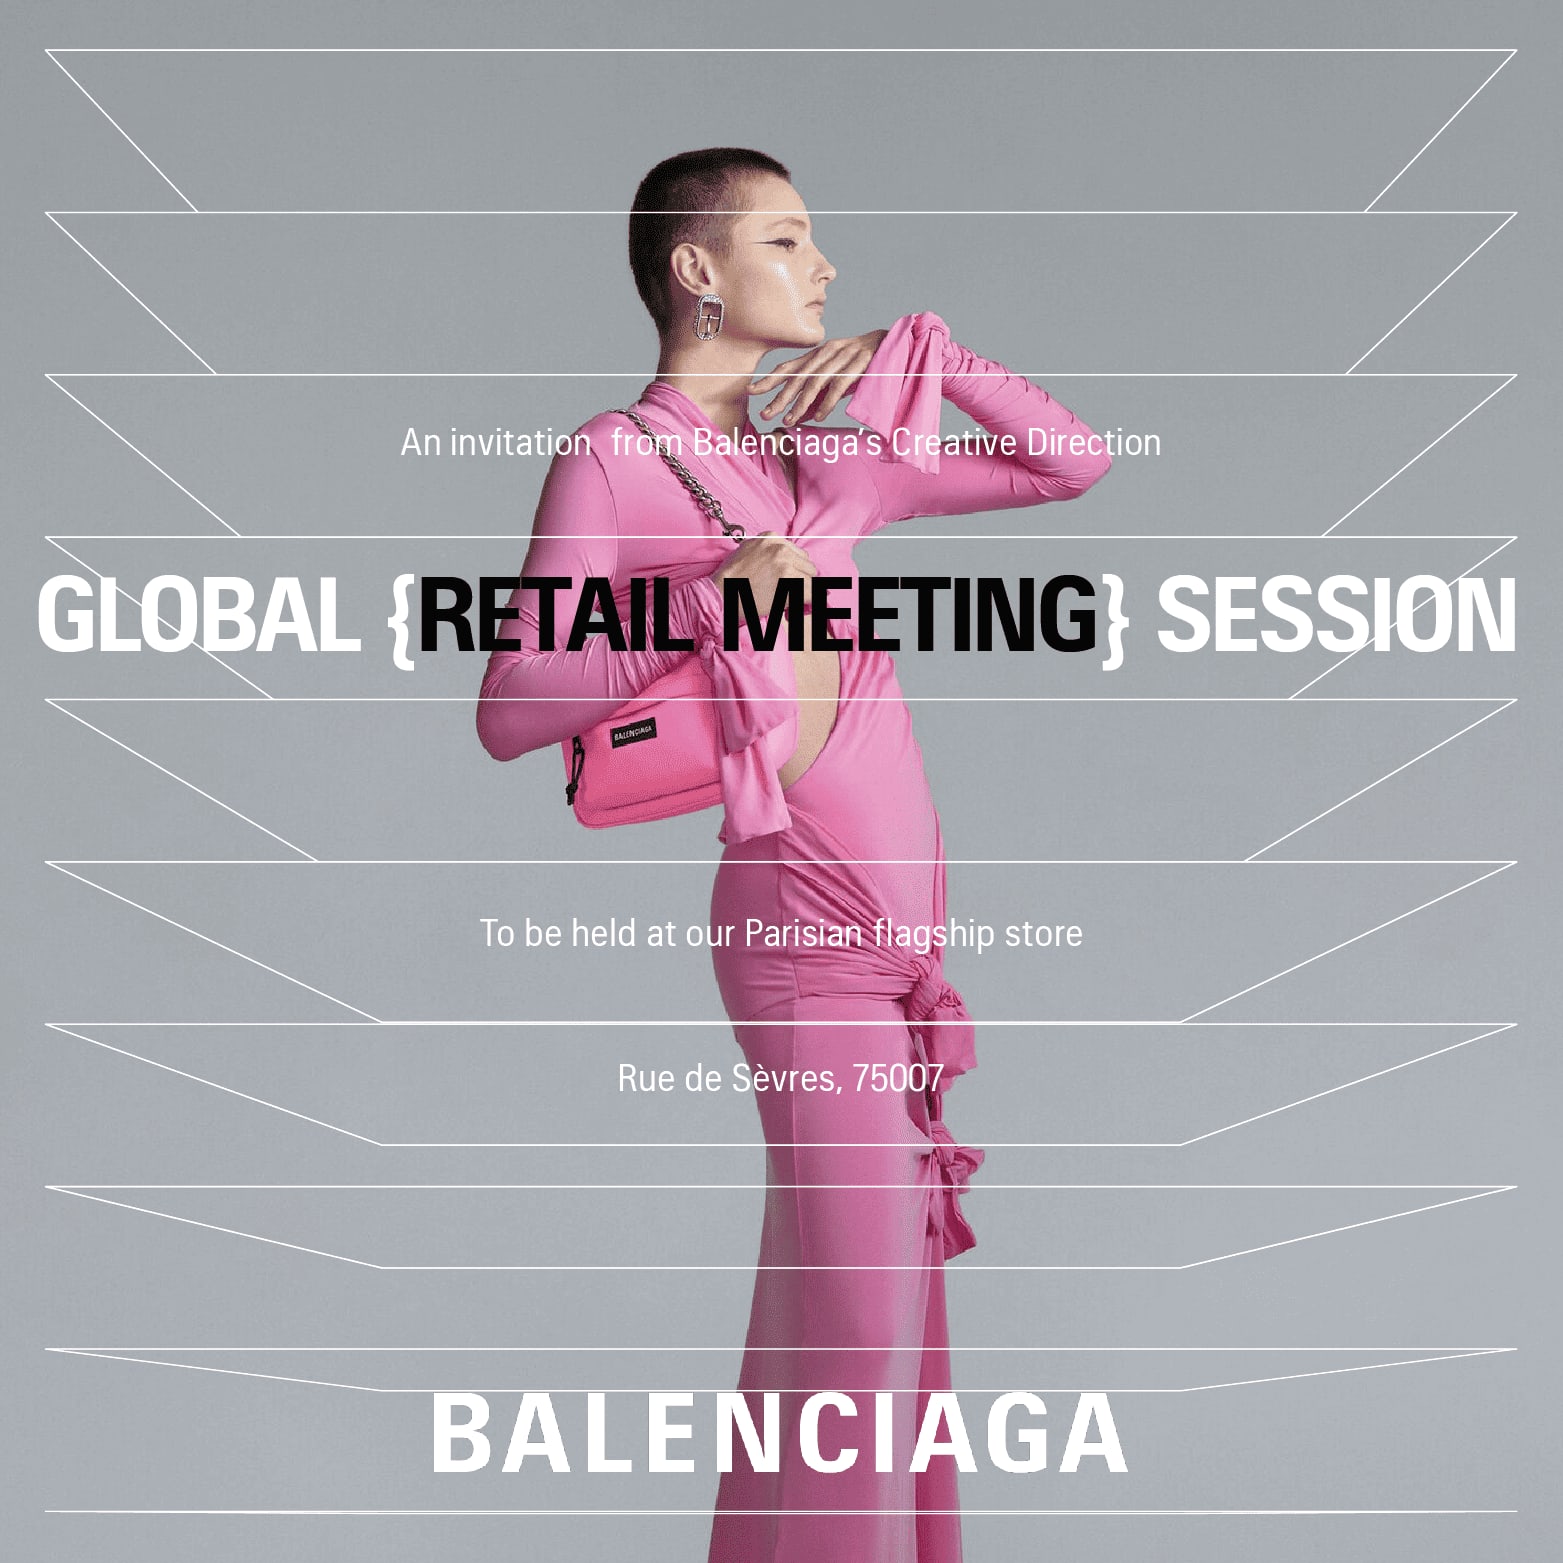 An invitation from Balenciaga’s Creative Direction
GLOBAL {RETAIL MEETING} SESSION
BALENCIAGA
To be held at our Parisian flagship store
Rue de Sèvres, 75007
BALENCIAGA